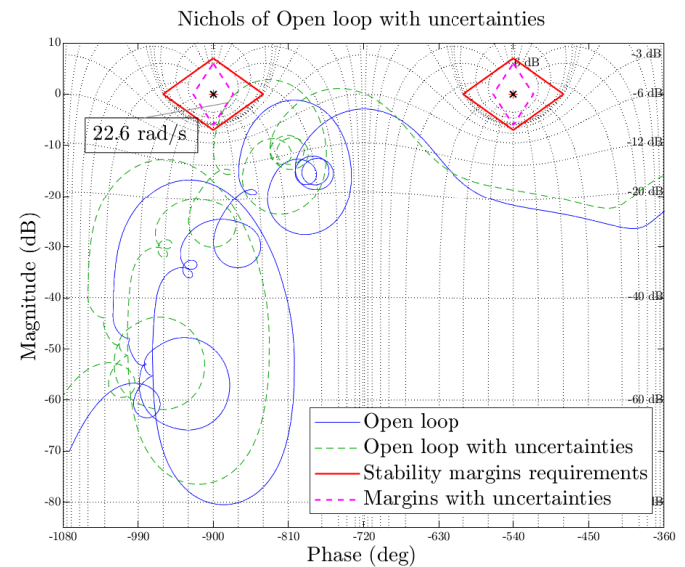 Nichols of Open loop with uncertainties
10
0
-10
-20
-30
-40
-50
-60
-70
-80
Magnitude (dB)
-3 dB
-6 dB
-12 dB
-20 dB
-40 dB
-60 dB
22.6 rad/s
Open loop
Open loop with uncertainties
Stability margins requirements
Margins with uncertainties
-1080 -990 -900 -810 -720 -630 -540 -450 -360
Phase (deg)